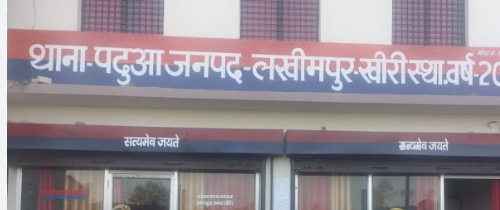 थाना-पढुआ जनपद-लखीमपुर-खीरी स्था.वर्ष-20
सत्यमेव जयते
सत्यमेव जयते